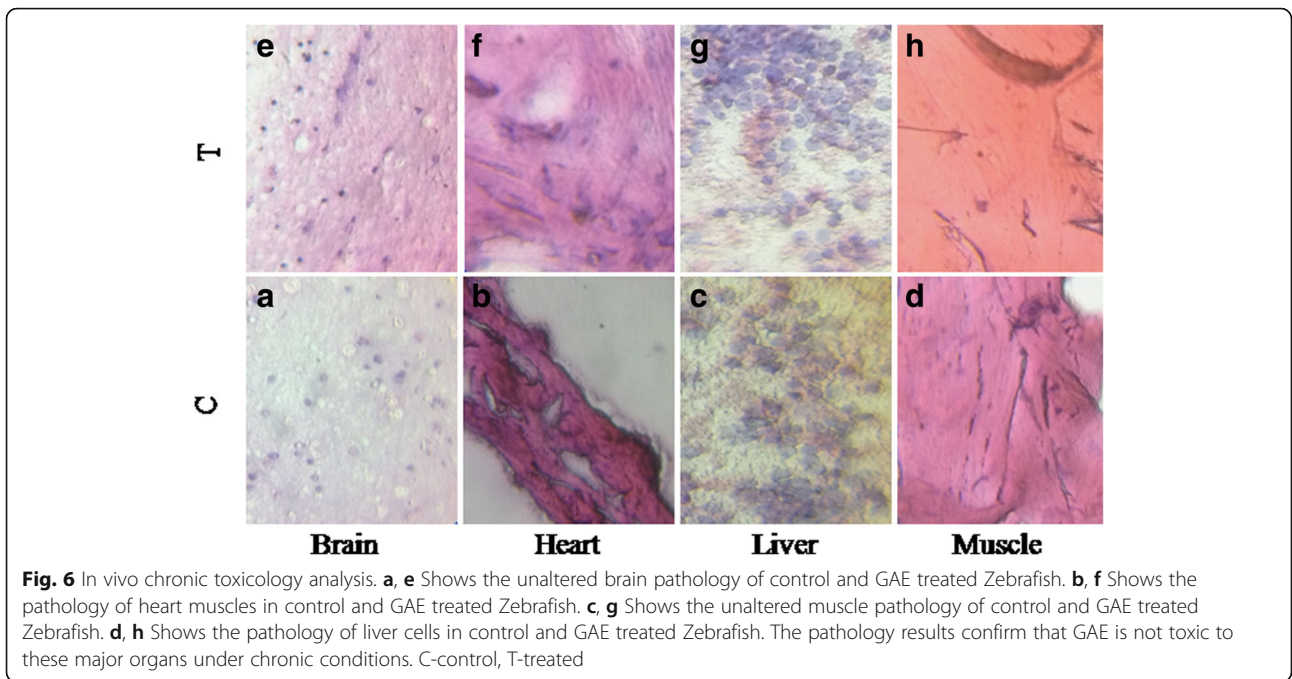 e f g h
T
a b c d
C
Brain Heart Liver Muscle
Fig. 6 In vivo chronic toxicology analysis. a, e Shows the unaltered brain pathology of control and GAE treated Zebrafish. b, f Shows the
pathology of heart muscles in control and GAE treated Zebrafish. c, g Shows the unaltered muscle pathology of control and GAE treated
Zebrafish. d, h Shows the pathology of liver cells in control and GAE treated Zebrafish. The pathology results confirm that GAE is not toxic to
these major organs under chronic conditions. C-control, T-treated